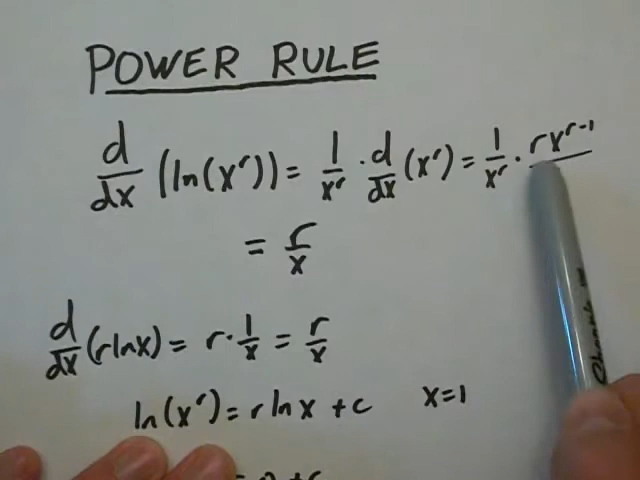 POWER RULE
d/dx (ln(x^r)) = 1/x^r · d/dx (x^r) = 1/x^r · rx^(r-1)
= r/x
d/dx (r ln x) = r · 1/x = r/x
ln(x^r) = r ln x + c x=1